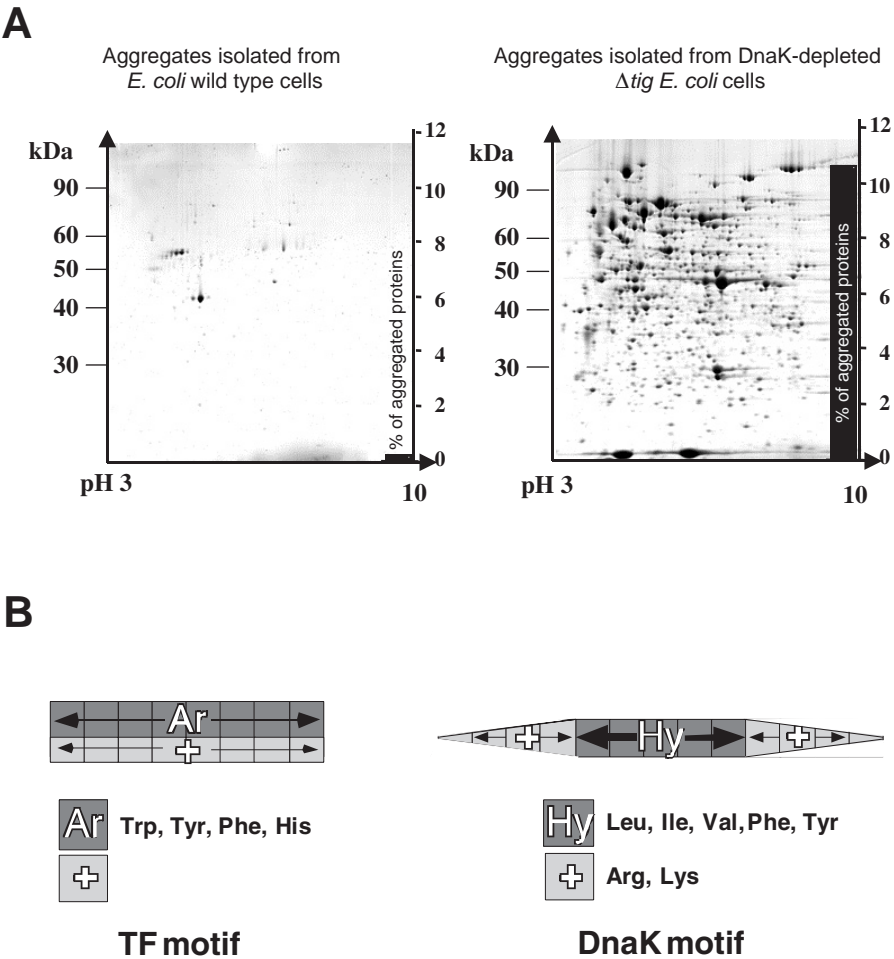 A
Aggregates isolated from
E. coli wild type cells
kDa
90
60
50
40
30
12
10
8
6
4
2
0
% of aggregated proteins
pH 3
10
Aggregates isolated from DnaK-depleted
Δtig E. coli cells
kDa
90
60
50
40
30
12
10
8
6
4
2
0
% of aggregated proteins
pH 3
10
B
Ar
+
Ar Trp, Tyr, Phe, His
+
TF motif
+ Hy +
Hy Leu, Ile, Val, Phe, Tyr
+ Arg, Lys
DnaK motif